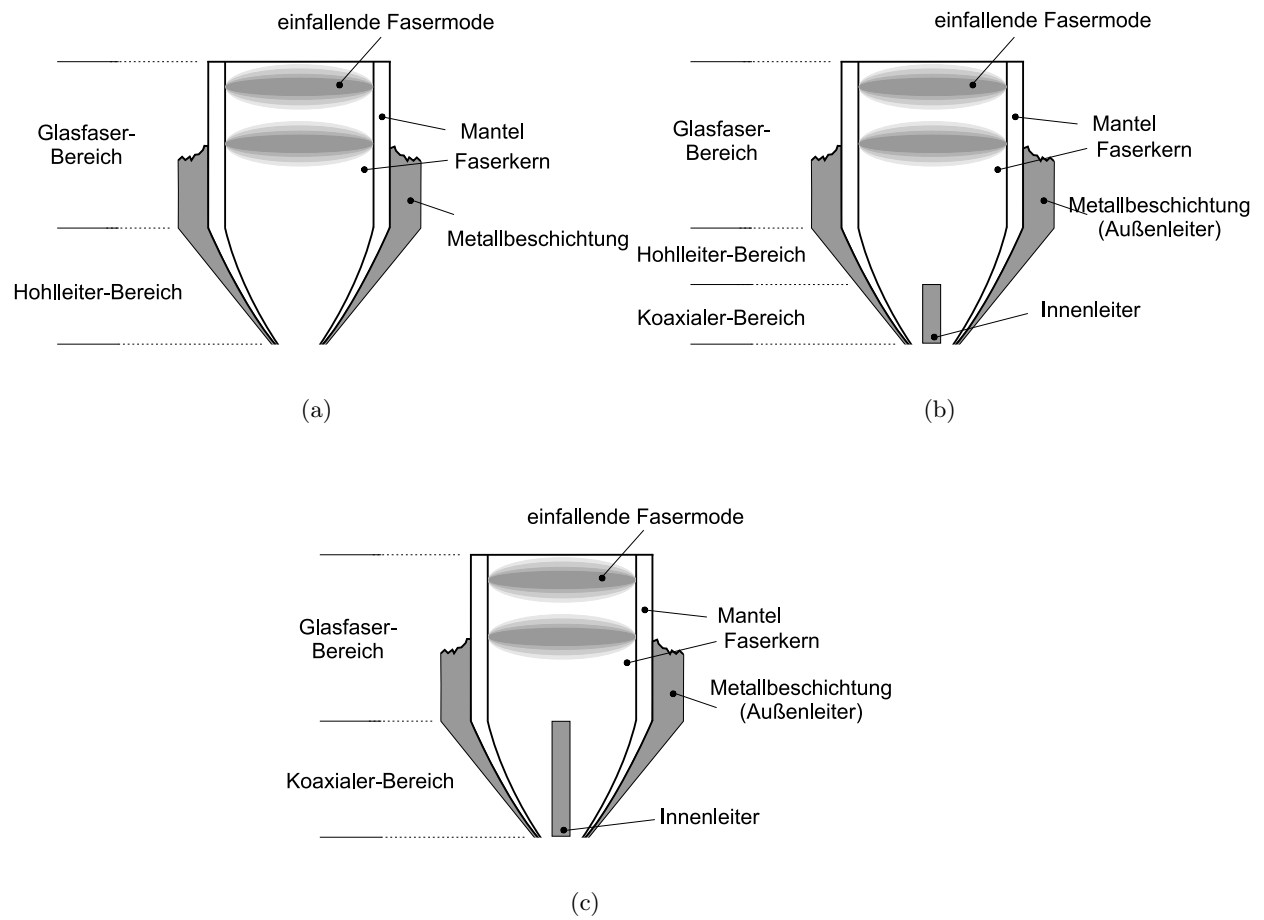 einfallende Fasermode
Glasfaser-
Bereich
Mantel
Faserkern
Metallbeschichtung
Hohlleiter-Bereich
(a)
einfallende Fasermode
Glasfaser-
Bereich
Mantel
Faserkern
Metallbeschichtung
(Außenleiter)
Hohlleiter-Bereich
Koaxialer-Bereich
Innenleiter
(b)
einfallende Fasermode
Glasfaser-
Bereich
Mantel
Faserkern
Metallbeschichtung
(Außenleiter)
Koaxialer-Bereich
Innenleiter
(c)